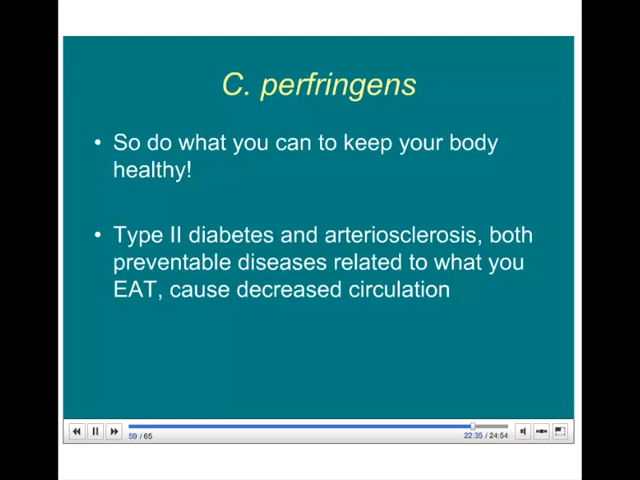 C. perfringens
• So do what you can to keep your body
healthy!
• Type II diabetes and arteriosclerosis, both
preventable diseases related to what you
EAT, cause decreased circulation
59 / 65
22:35 / 24:54